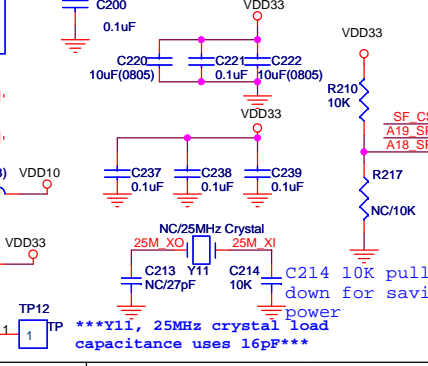 C200
0.1uF
VDD33
C220
10uF(0805)
C221
0.1uF
C222
10uF(0805)
VDD33
R210
10K
SF_CS
A19_SF
A18_SF
VDD33
C237
0.1uF
C238
0.1uF
C239
0.1uF
R217
NC/10K
VDD10
VDD33
NC/25MHz Crystal
25M_XO
25M_XI
C213
NC/27pF
Y11
C214
10K
C214 10K pull
down for savi
power
TP12
1
1
TP
***Y11, 25MHz crystal load
capacitance uses 16pF***